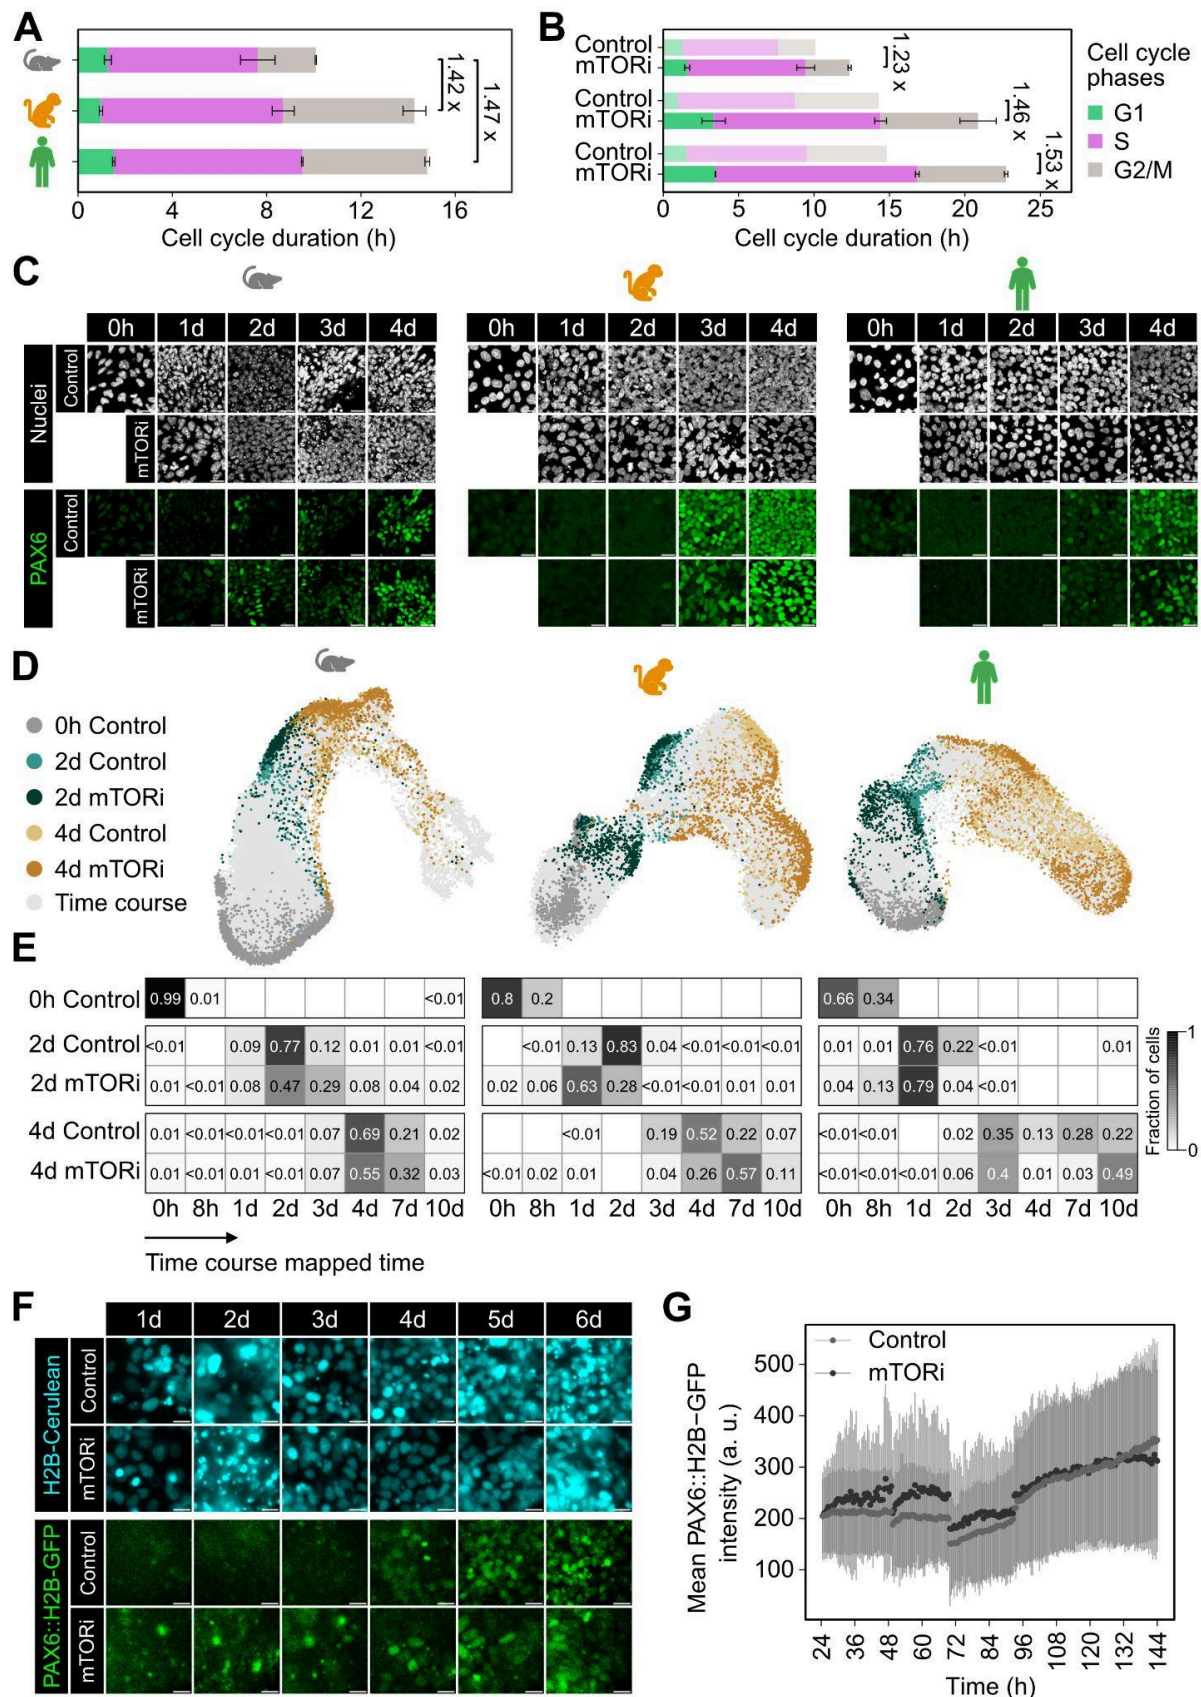 A
1.42 x
1.47 x
0 4 8 12 16
Cell cycle duration (h)
B
Control
mTORi
Control
mTORi
Control
mTORi
1.23 x
1.46 x
1.53 x
0 5 10 15 20 25
Cell cycle duration (h)
Cell cycle
phases
G1
S
G2/M
C
0h 1d 2d 3d 4d
0h 1d 2d 3d 4d
0h 1d 2d 3d 4d
Nuclei
Control
mTORi
PAX6
Control
mTORi
D
0h Control
2d Control
2d mTORi
4d Control
4d mTORi
Time course
E
0h Control 0.99 0.01 <0.01 0.8 0.2 0.66 0.34
2d Control <0.01 0.09 0.77 0.12 0.01 0.01 <0.01 <0.01 0.13 0.83 0.04 <0.01 <0.01 <0.01 0.01 0.01 0.76 0.22 <0.01 0.01
2d mTORi 0.01 <0.01 0.08 0.47 0.29 0.08 0.04 0.02 0.02 0.06 0.63 0.28 <0.01 <0.01 0.01 0.01 0.04 0.13 0.79 0.04 <0.01
4d Control 0.01 <0.01 <0.01 <0.01 0.07 0.69 0.21 0.02 <0.01 0.19 0.52 0.22 0.07 <0.01 <0.01 0.02 0.35 0.13 0.28 0.22
4d mTORi 0.01 <0.01 <0.01 0.01 0.07 0.55 0.32 0.03 <0.01 0.02 0.01 0.04 0.26 0.57 0.11 <0.01 <0.01 <0.01 0.06 0.4 0.01 0.03 0.49
0h 8h 1d 2d 3d 4d 7d 10d 0h 8h 1d 2d 3d 4d 7d 10d 0h 8h 1d 2d 3d 4d 7d 10d
Time course mapped time
Fraction of cells
1
0
F
1d 2d 3d 4d 5d 6d
H2B-Cerulean
Control
mTORi
PAX6::H2B-GFP
Control
mTORi
G
Control
mTORi
Mean PAX6::H2B−GFP
intensity (a. u.)
500
400
300
200
100
24 36 48 60 72 84 96 108 120 132 144
Time (h)